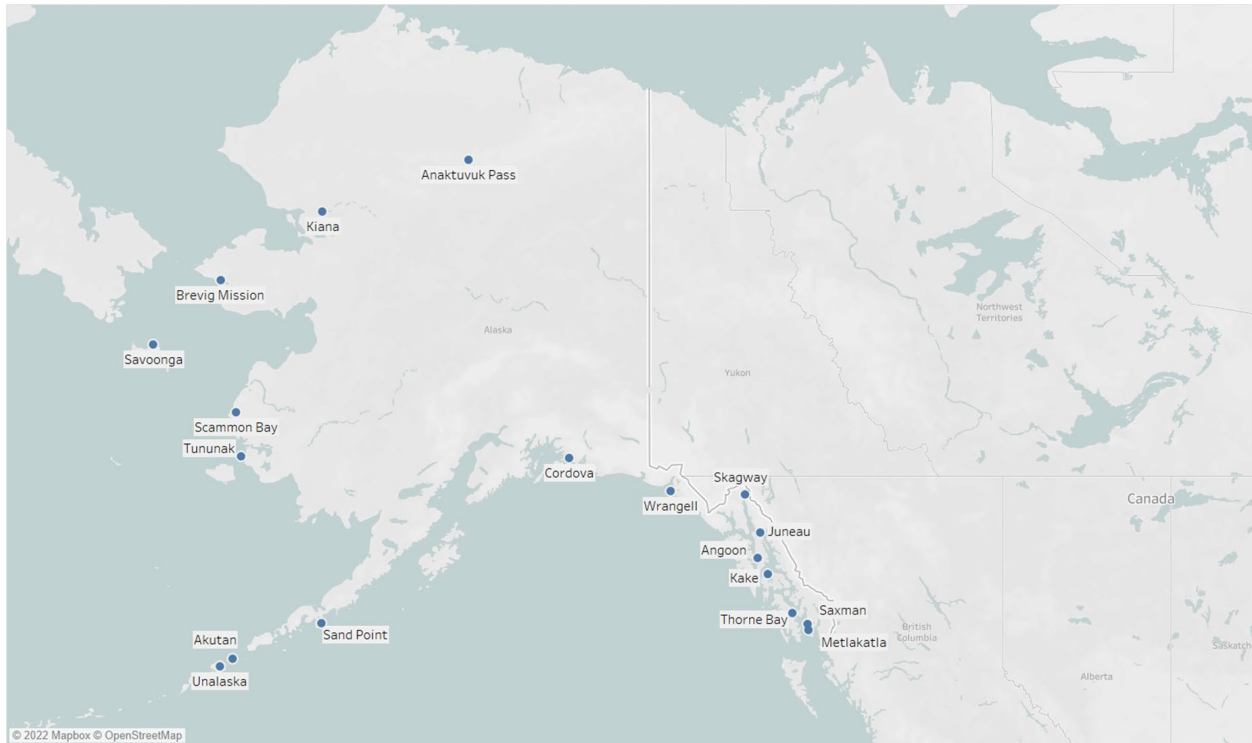 Anaktuvuk Pass
Kiana
Brevig Mission
Northwest
Territories
Alaska
Savoonga
Yukon
Scammon Bay
Tununak
Cordova
Skagway
Canada
Wrangell
Juneau
Angoon
Kake
Saxman
Thorne Bay
British
Columbia
Sand Point
Akutan
Metlakatla
Saskatch
Unalaska
Alberta
© 2022 Mapbox © OpenStreetMap